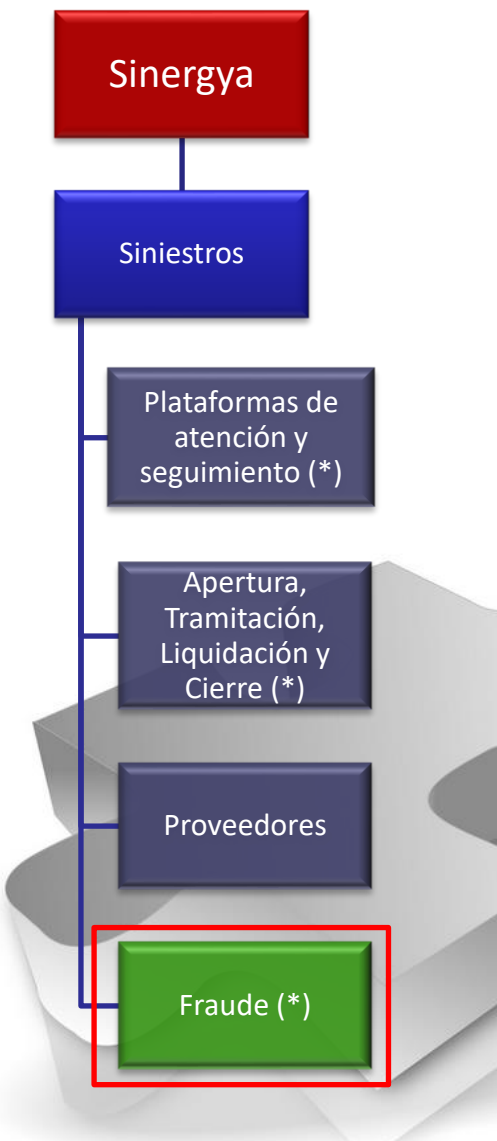 Sinergya
Siniestros
Plataformas de
atención y
seguimiento (*)
Apertura,
Tramitación,
Liquidación y
Cierre (*)
Proveedores
Fraude (*)